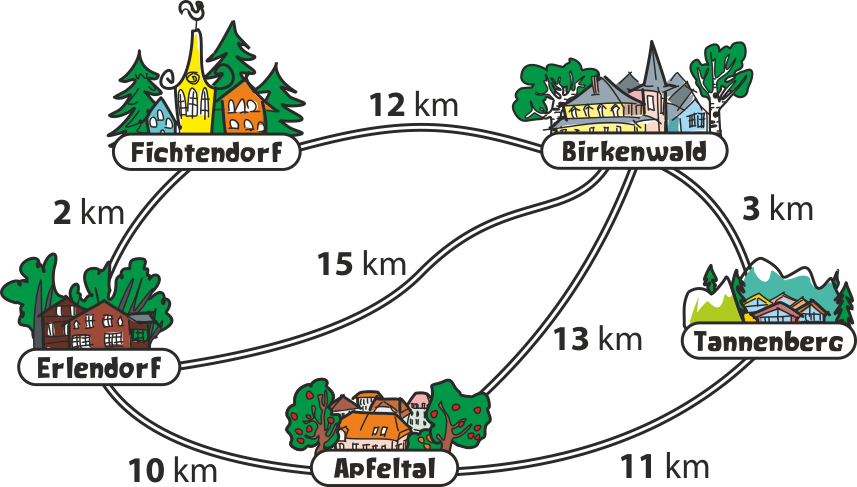 12 km
Fichtendorf
Birkenwald
2 km
3 km
15 km
13 km
Tannenberg
Erlendorf
Apfeltal
10 km
11 km